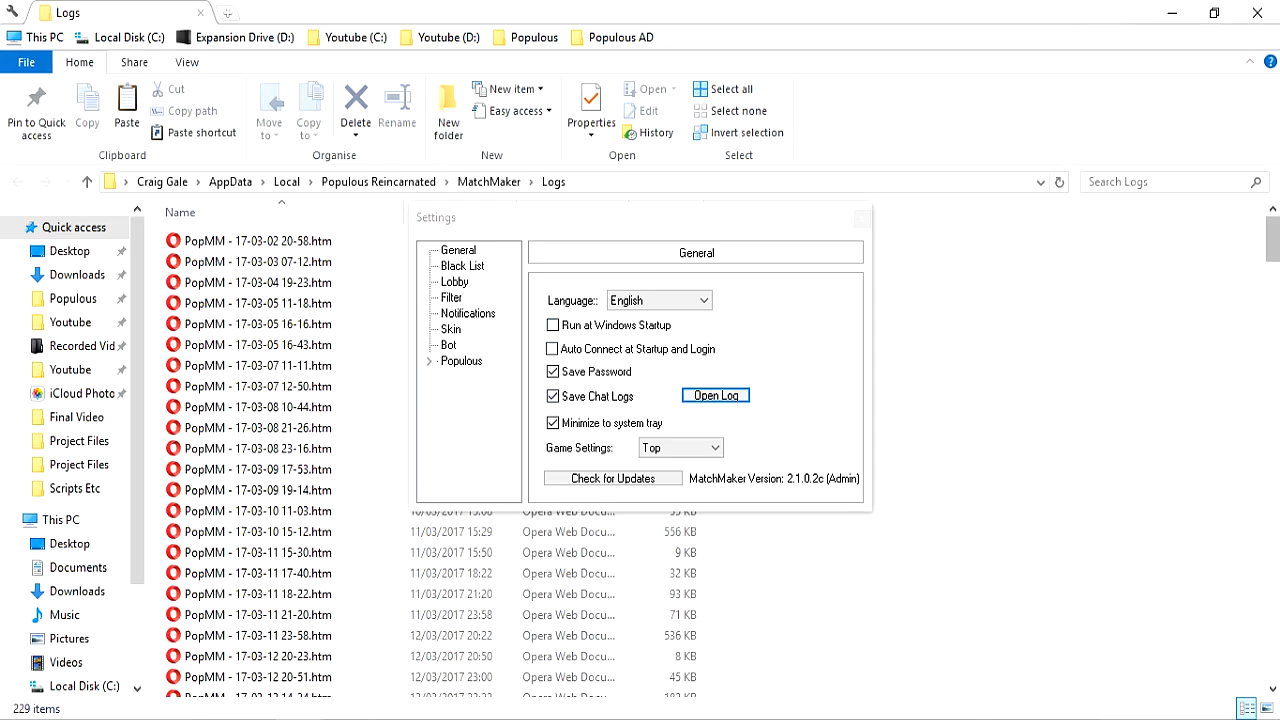 Logs
This PC
Local Disk (C:)
Expansion Drive (D:)
Youtube (C:)
Youtube (D:)
Populous
Populous AD
File
Home
Share
View
Pin to Quick access
Copy
Paste
Cut
Copy path
Paste shortcut
Clipboard
Move to
Copy to
Delete
Rename
Organise
New folder
New item
Easy access
New
Properties
Open
Edit
History
Open
Select all
Select none
Invert selection
Select
Craig Gale
AppData
Local
Populous Reincarnated
MatchMaker
Logs
Search Logs
Quick access
Desktop
Downloads
Populous
Youtube
Recorded Vid
Youtube
iCloud Photo
Final Video
Project Files
Project Files
Scripts Etc
This PC
Desktop
Documents
Downloads
Music
Pictures
Videos
Local Disk (C:)
Name
PopMM - 17-03-02 20-58.htm
PopMM - 17-03-03 07-12.htm
PopMM - 17-03-04 19-23.htm
PopMM - 17-03-05 11-18.htm
PopMM - 17-03-05 16-16.htm
PopMM - 17-03-05 16-43.htm
PopMM - 17-03-07 11-11.htm
PopMM - 17-03-07 12-50.htm
PopMM - 17-03-08 10-44.htm
PopMM - 17-03-08 21-26.htm
PopMM - 17-03-08 23-16.htm
PopMM - 17-03-09 17-53.htm
PopMM - 17-03-09 19-14.htm
PopMM - 17-03-10 11-03.htm
PopMM - 17-03-10 15-12.htm 11/03/2017 15:29 Opera Web Docu... 556 KB
PopMM - 17-03-11 15-30.htm 11/03/2017 15:50 Opera Web Docu... 9 KB
PopMM - 17-03-11 17-40.htm 11/03/2017 18:22 Opera Web Docu... 32 KB
PopMM - 17-03-11 18-22.htm 11/03/2017 21:20 Opera Web Docu... 93 KB
PopMM - 17-03-11 21-20.htm 11/03/2017 23:58 Opera Web Docu... 71 KB
PopMM - 17-03-11 23-58.htm 12/03/2017 20:22 Opera Web Docu... 536 KB
PopMM - 17-03-12 20-23.htm 12/03/2017 20:50 Opera Web Docu... 8 KB
PopMM - 17-03-12 20-51.htm 12/03/2017 23:00 Opera Web Docu... 45 KB
Settings
General
Black List
Lobby
Filter
Notifications
Skin
Bot
Populous
General
Language:: English
Run at Windows Startup
Auto Connect at Startup and Login
Save Password
Save Chat Logs
Open Log
Minimize to system tray
Game Settings: Top
Check for Updates
MatchMaker Version: 2.1.0.2c (Admin)
229 items